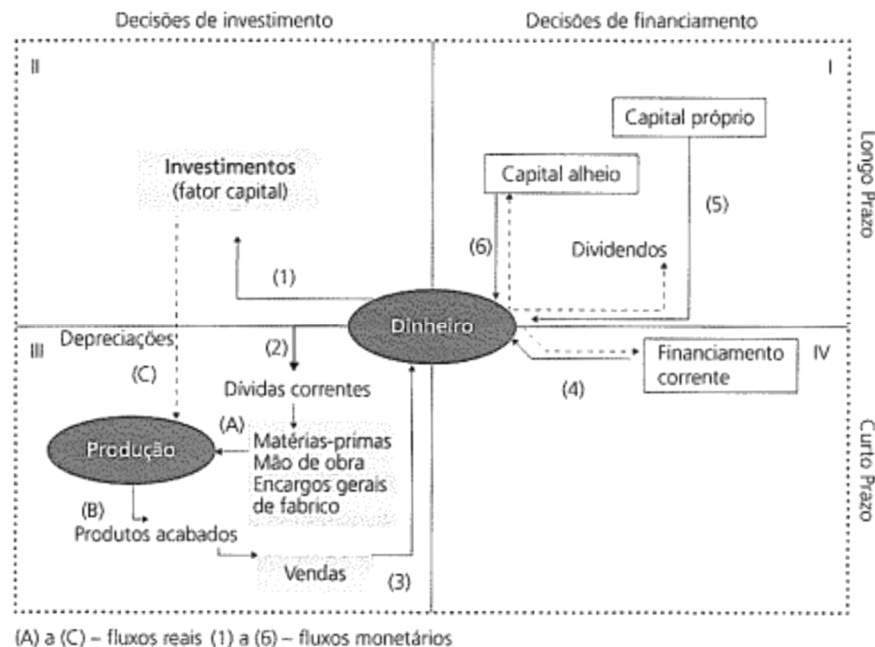 Decisões de investimento
Decisões de financiamento
II
I
Capital próprio
Investimentos
(fator capital)
Capital alheio
Longo Prazo
(5)
(6)
Dividendos
(1)
Dinheiro
Depreciações
III
(2)
IV
Financiamento
corrente
(C)
(4)
Dívidas correntes
(A)
Matérias-primas
Mão de obra
Encargos gerais
de fabrico
Produção
Curto Prazo
(B)
Produtos acabados
Vendas
(3)
(A) a (C) – fluxos reais (1) a (6) – fluxos monetários